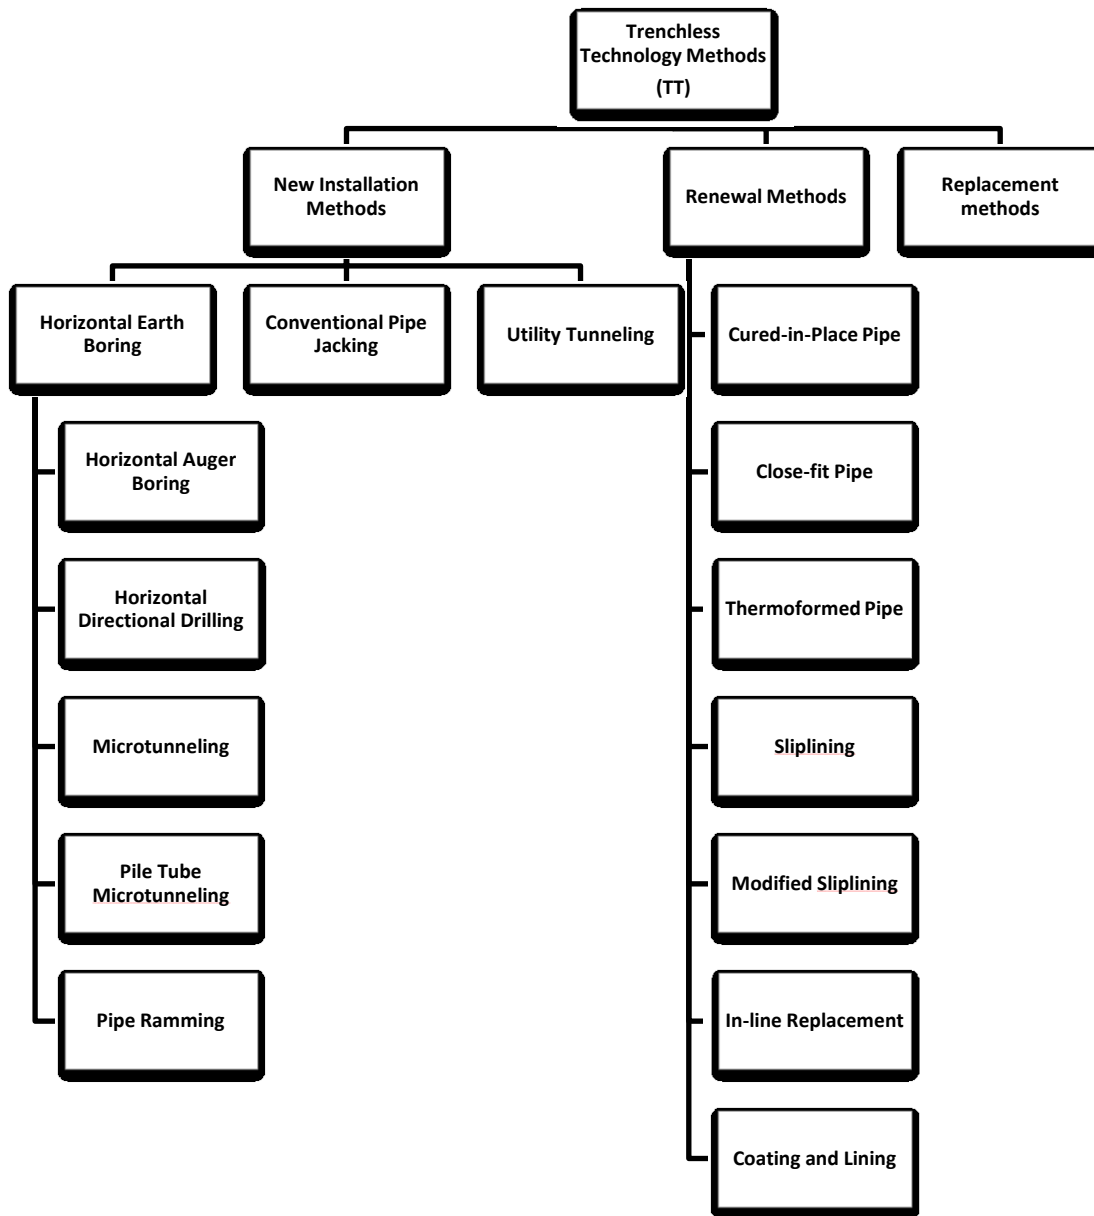 Trenchless
Technology Methods
(TT)
New Installation
Methods
Renewal Methods
Replacement
methods
Horizontal Earth
Boring
Conventional Pipe
Jacking
Utility Tunneling
Cured-in-Place Pipe
Horizontal Auger
Boring
Close-fit Pipe
Horizontal
Directional Drilling
Thermoformed Pipe
Microtunneling
Sliplining
Pile Tube
Microtunneling
Modified Sliplining
Pipe Ramming
In-line Replacement
Coating and Lining